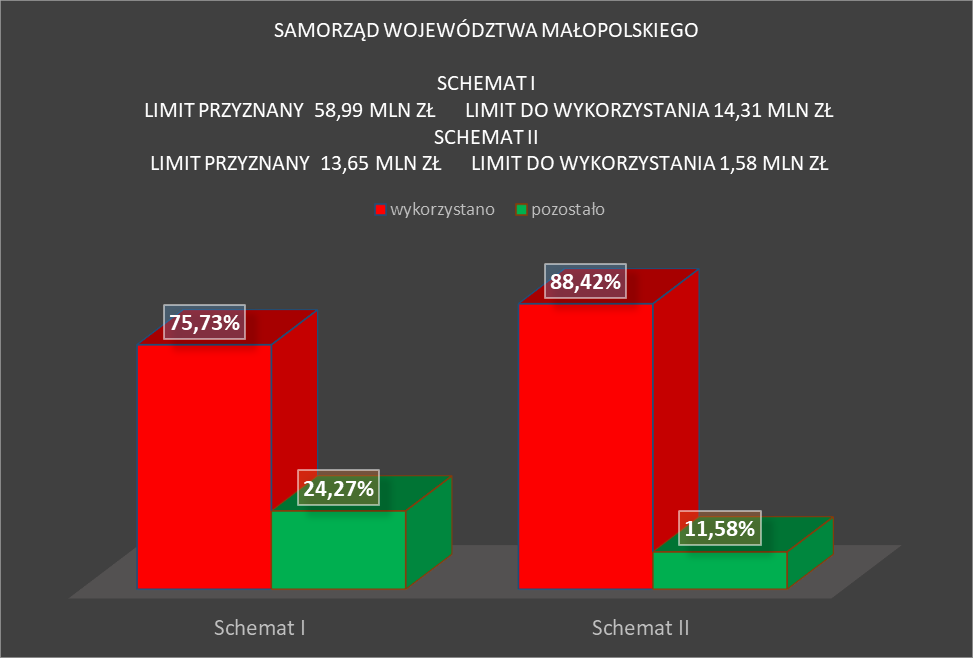 SAMORZĄD WOJEWÓDZTWA MAŁOPOLSKIEGO
SCHEMAT I
LIMIT PRZYZNANY 58,99 MLN ZŁ LIMIT DO WYKORZYSTANIA 14,31 MLN ZŁ
SCHEMAT II
LIMIT PRZYZNANY 13,65 MLN ZŁ LIMIT DO WYKORZYSTANIA 1,58 MLN ZŁ
wykorzystano pozostało
88,42%
75,73%
24,27%
11,58%
Schemat I Schemat II